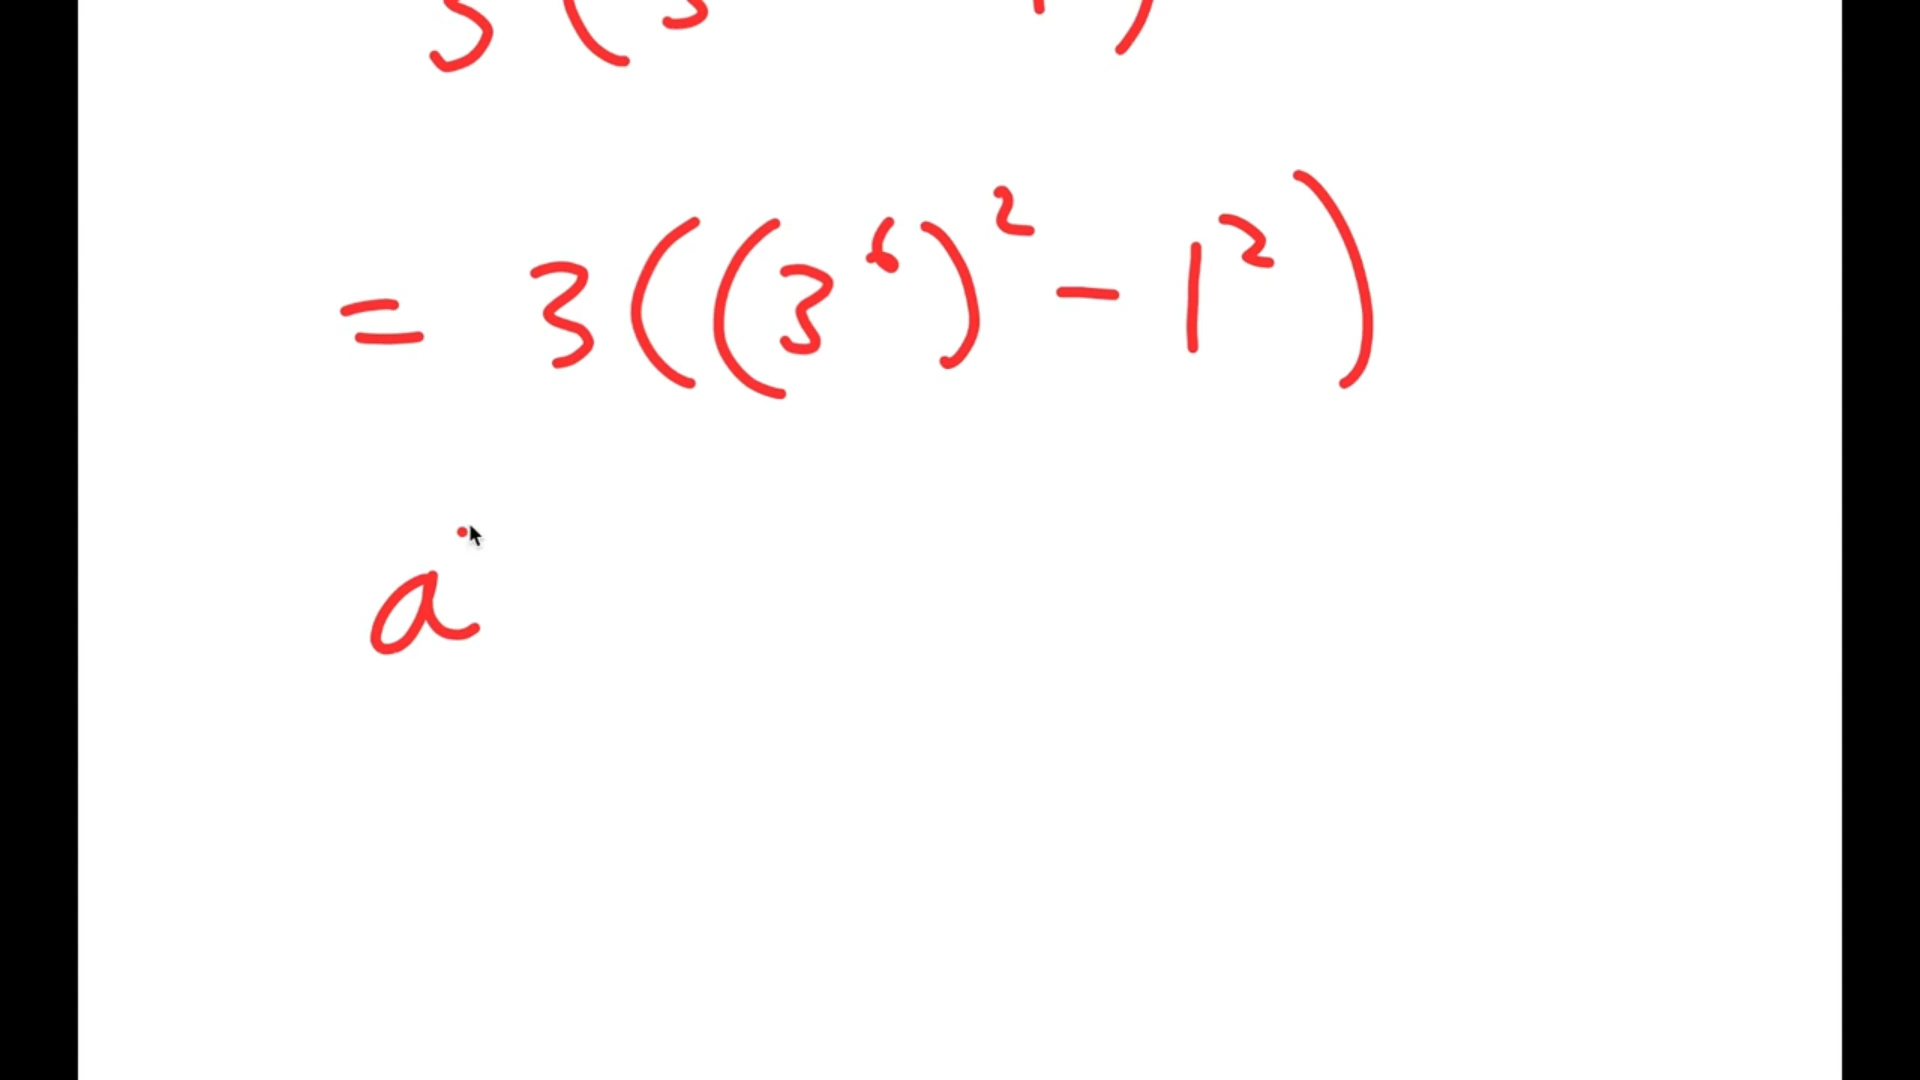 = 3((3⁶)² - 1²)
a